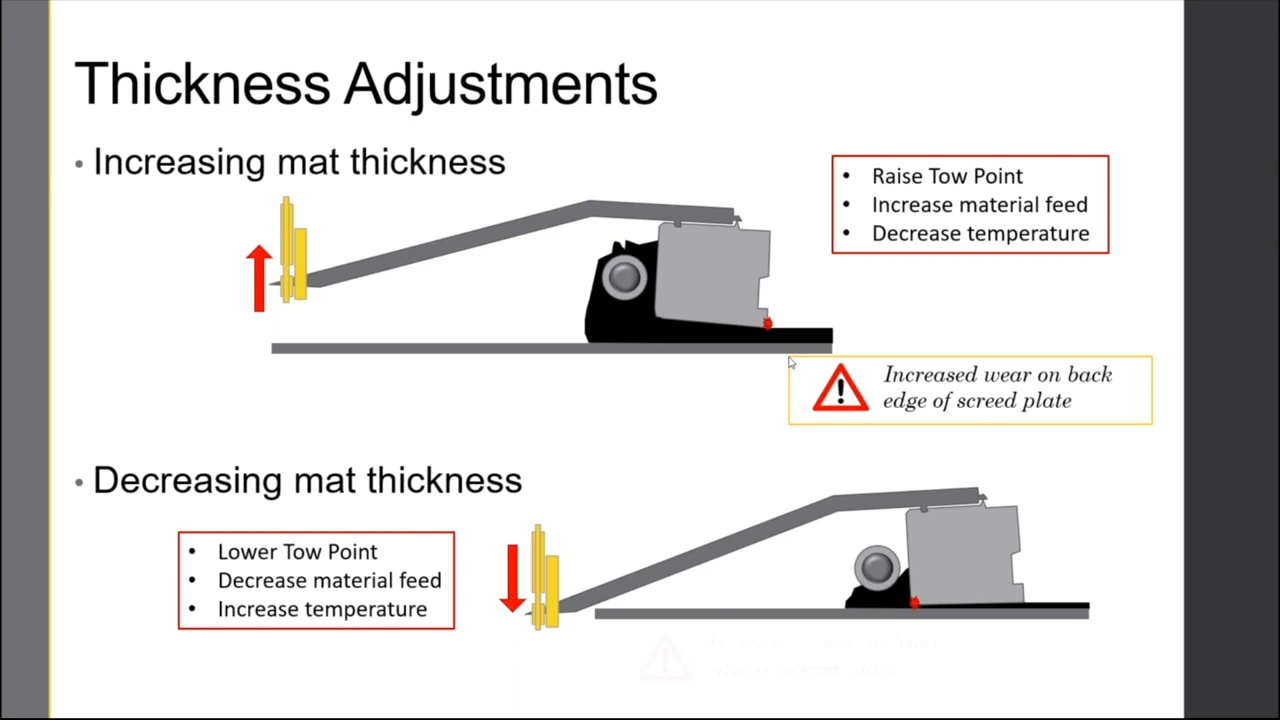 Thickness Adjustments
• Increasing mat thickness
• Raise Tow Point
• Increase material feed
• Decrease temperature
Increased wear on back
edge of screed plate
• Decreasing mat thickness
• Lower Tow Point
• Decrease material feed
• Increase temperature